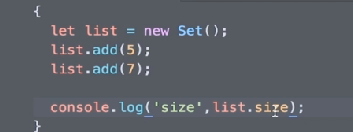 {
let list = new Set();
list.add(5);
list.add(7);
console.log('size',list.size);
}